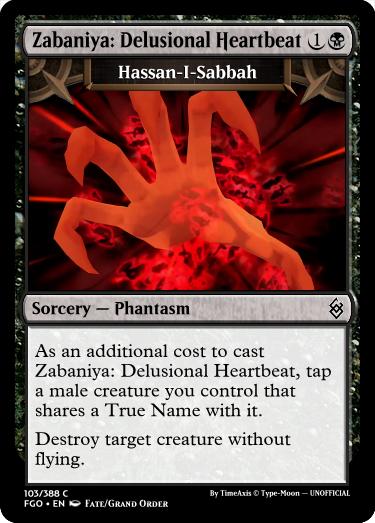 Zabaniya: Delusional Heartbeat 1
Hassan-I-Sabbah
Sorcery — Phantasm
As an additional cost to cast
Zabaniya: Delusional Heartbeat, tap
a male creature you control that
shares a True Name with it.
Destroy target creature without
flying.
103/388 C
FGO • EN Fate/Grand Order
By TimeAxis © Type-Moon — UNOFFICIAL